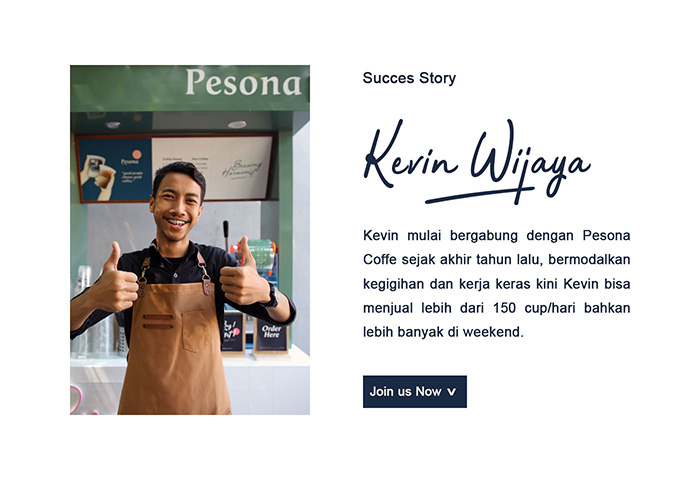 Pesona
Succes Story
Kevin Wijaya
Kevin mulai bergabung dengan Pesona
Coffe sejak akhir tahun lalu, bermodalkan
kegigihan dan kerja keras kini Kevin bisa
menjual lebih dari 150 cup/hari bahkan
lebih banyak di weekend.
Join us Now v
Pesona
Brewing
Harmony
Order
Here